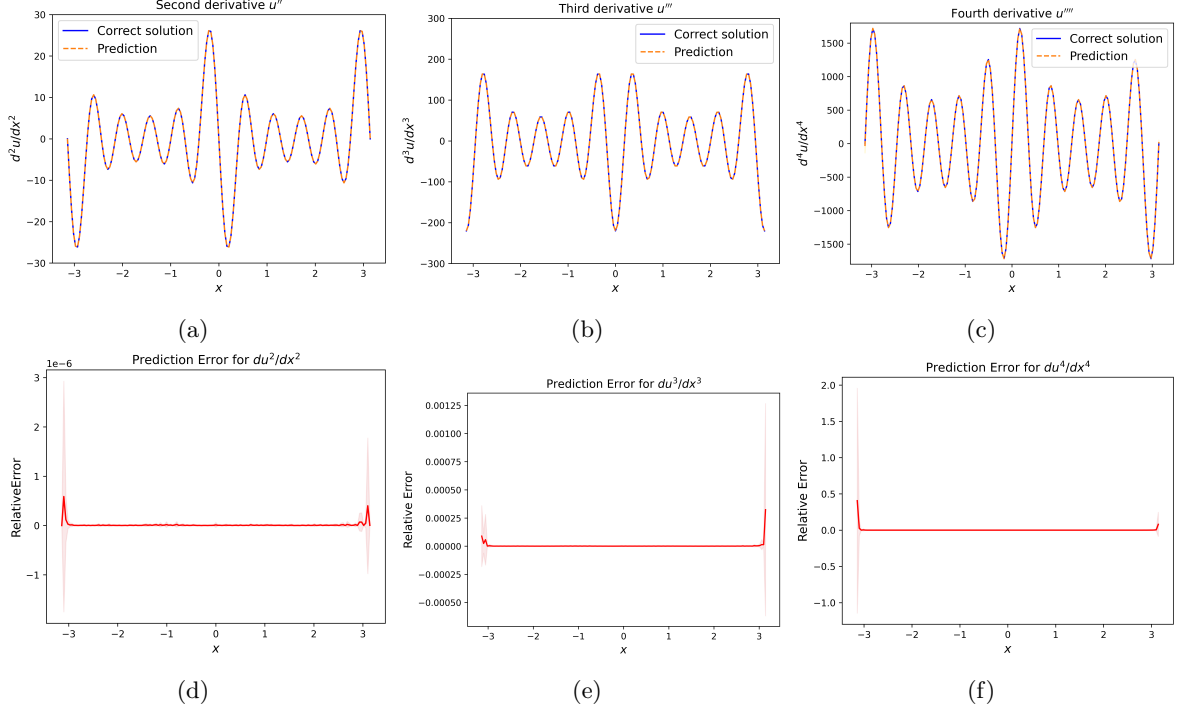 Second derivative u''
Correct solution
Prediction
30
20
10
0
−10
−20
−30
d²u/dx²
−3 −2 −1 0 1 2 3
x
(a)
Third derivative u'''
Correct solution
Prediction
300
200
100
0
−100
−200
−300
d³u/dx³
−3 −2 −1 0 1 2 3
x
(b)
Fourth derivative u''''
Correct solution
Prediction
1500
1000
500
0
−500
−1000
−1500
d⁴u/dx⁴
−3 −2 −1 0 1 2 3
x
(c)
Prediction Error for du²/dx²
1e−6
3
2
1
0
−1
RelativeError
−3 −2 −1 0 1 2 3
x
(d)
Prediction Error for du³/dx³
0.00125
0.00100
0.00075
0.00050
0.00025
0.00000
−0.00025
−0.00050
Relative Error
−3 −2 −1 0 1 2 3
x
(e)
Prediction Error for du⁴/dx⁴
2.0
1.5
1.0
0.5
0.0
−0.5
−1.0
Relative Error
−3 −2 −1 0 1 2 3
x
(f)